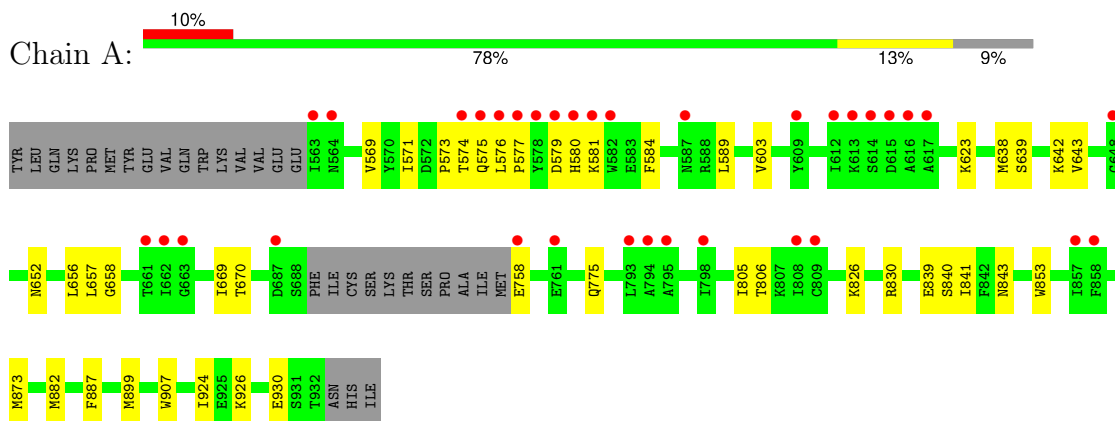 10%
Chain A:
78% 13% 9%
TYR LEU GLN LYS PRO MET TYR GLU VAL GLN TRP LYS VAL VAL GLU GLU I563 N564 V569 Y570 I571 D572 P573 T574 Q575 L576 P577 Y578 D579 H580 K581 W582 E583 F584 N587 R588 L589 V603 Y609 I612 K613 S614 D615 A616 A617 K623 M638 S639 K642 V643 G648
N652 L656 L657 G658 T661 I662 G663 I669 T670 D687 S688 PHE ILE CYS SER LYS THR SER PRO ALA ILE MET E758 E761 Q775 L793 A794 A795 I798 I805 T806 K807 I808 C809 K826 R830 E839 S840 I841 F842 N843 W853 I857 F858
M873 M882 F887 M899 W907 I924 E925 K926 E930 S931 T932 ASN HIS ILE